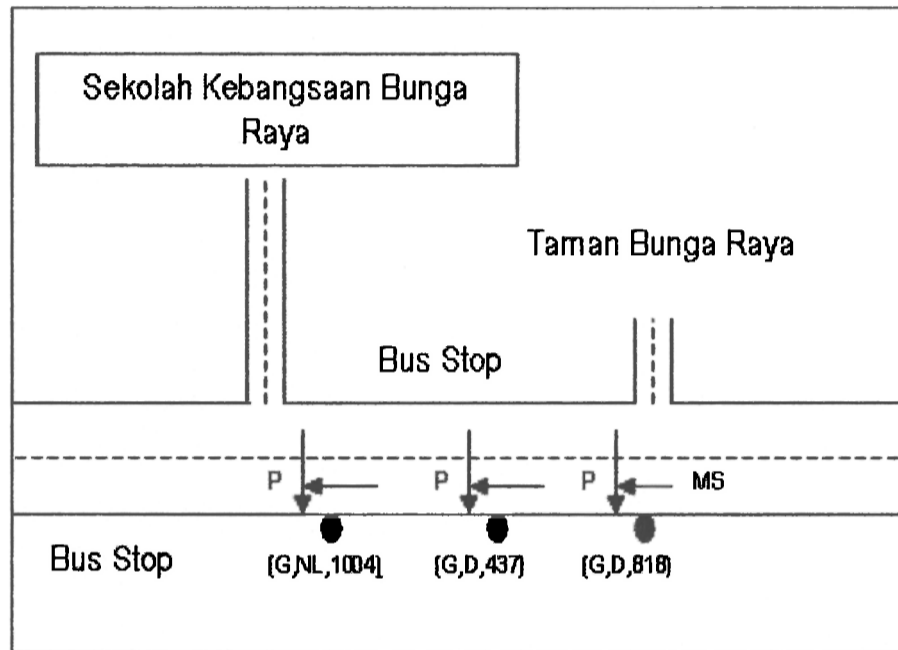 Sekolah Kebangsaan Bunga
Raya
Taman Bunga Raya
Bus Stop
P
P
P
MS
Bus Stop
(G,NL,1004)
(G,D,437)
(G,D,818)